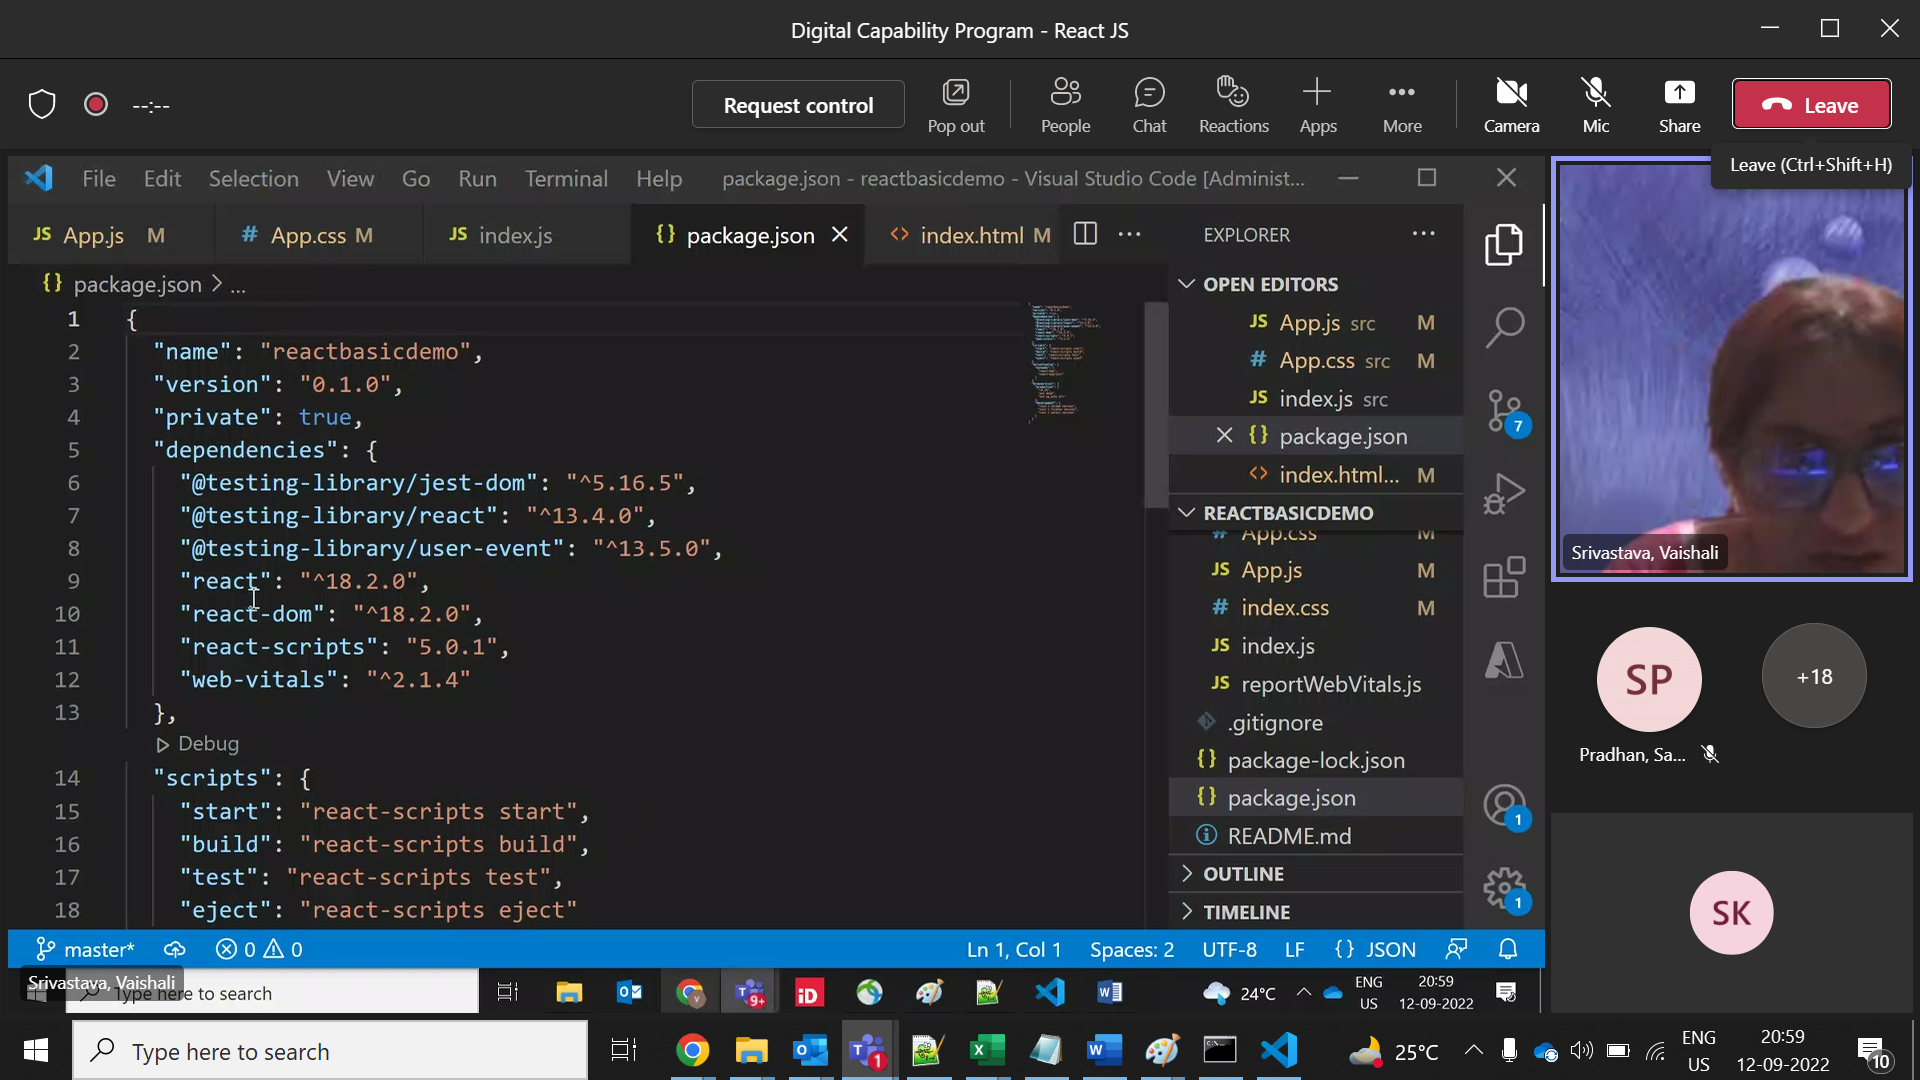 Digital Capability Program - React JS
--:--
Request control
Pop out
People
Chat
Reactions
Apps
More
Camera
Mic
Share
Leave
Leave (Ctrl+Shift+H)
File Edit Selection View Go Run Terminal Help package.json - reactbasicdemo - Visual Studio Code [Administ...
JS App.js M
# App.css M
JS index.js
{} package.json
<> index.html M
EXPLORER
{} package.json > ...
1 {
2 "name": "reactbasicdemo",
3 "version": "0.1.0",
4 "private": true,
5 "dependencies": {
6 "@testing-library/jest-dom": "^5.16.5",
7 "@testing-library/react": "^13.4.0",
8 "@testing-library/user-event": "^13.5.0",
9 "react": "^18.2.0",
10 "react-dom": "^18.2.0",
11 "react-scripts": "5.0.1",
12 "web-vitals": "^2.1.4"
13 },
Debug
14 "scripts": {
15 "start": "react-scripts start",
16 "build": "react-scripts build",
17 "test": "react-scripts test",
18 "eject": "react-scripts eject"
OPEN EDITORS
JS App.js src M
# App.css src M
JS index.js src
{} package.json
<> index.html... M
REACTBASICDEMO
# App.css M
JS App.js M
# index.css M
JS index.js
JS reportWebVitals.js
.gitignore
{} package-lock.json
{} package.json
README.md
OUTLINE
TIMELINE
7
1
1
Srivastava, Vaishali
SP
Pradhan, Sa...
+18
SK
master* 0 0 Ln 1, Col 1 Spaces: 2 UTF-8 LF {} JSON
Srivastava, Vaishali
Type here to search
9+
iD
24°C
ENG
US
20:59
12-09-2022
Type here to search
1
25°C
ENG
US
20:59
12-09-2022
10